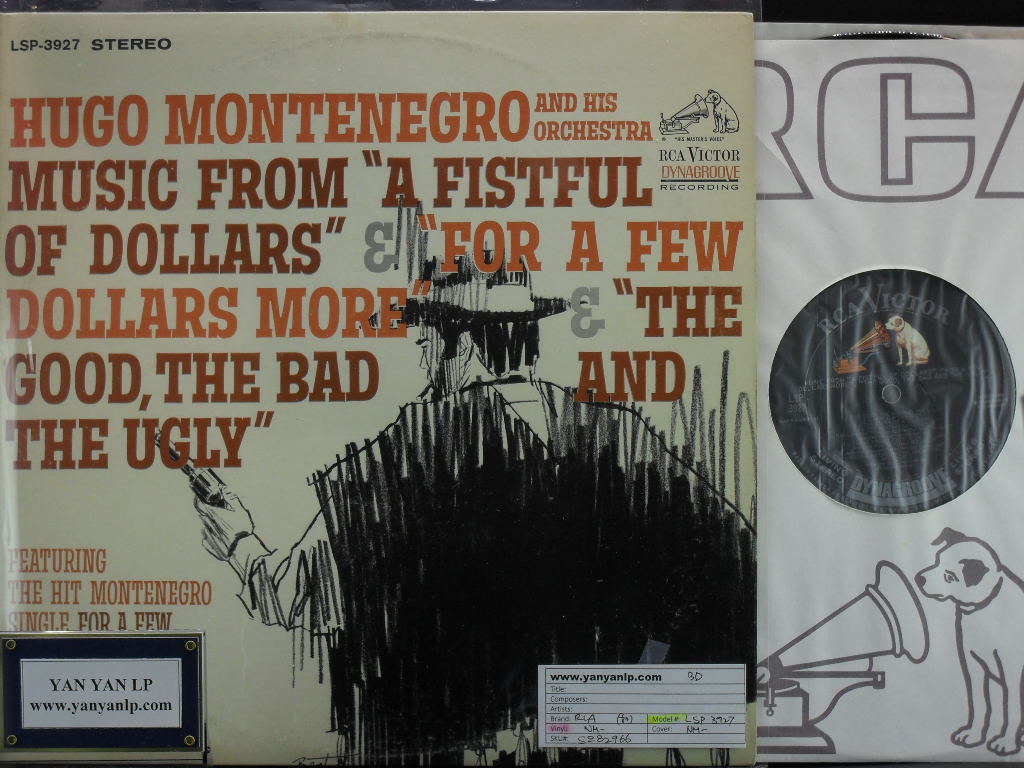 LSP-3927 STEREO
HUGO MONTENEGRO AND HIS ORCHESTRA
"HIS MASTER'S VOICE"
RCA VICTOR
DYNAGROOVE
RECORDING
MUSIC FROM "A FISTFUL
OF DOLLARS" & "FOR A FEW
DOLLARS MORE" & "THE
GOOD, THE BAD AND
THE UGLY"
FEATURING
THE HIT MONTENEGRO
SINGLE FOR A FEW
YAN YAN LP
www.yanyanlp.com
www.yanyanlp.com BD
Title:
Composers:
Artists:
Brand: RCA Model #: LSP 3927
Vinyl: NM- Cover: NM-
SKU#: S282966
RCA
RCA VICTOR
LSP
DYNAGROOVE